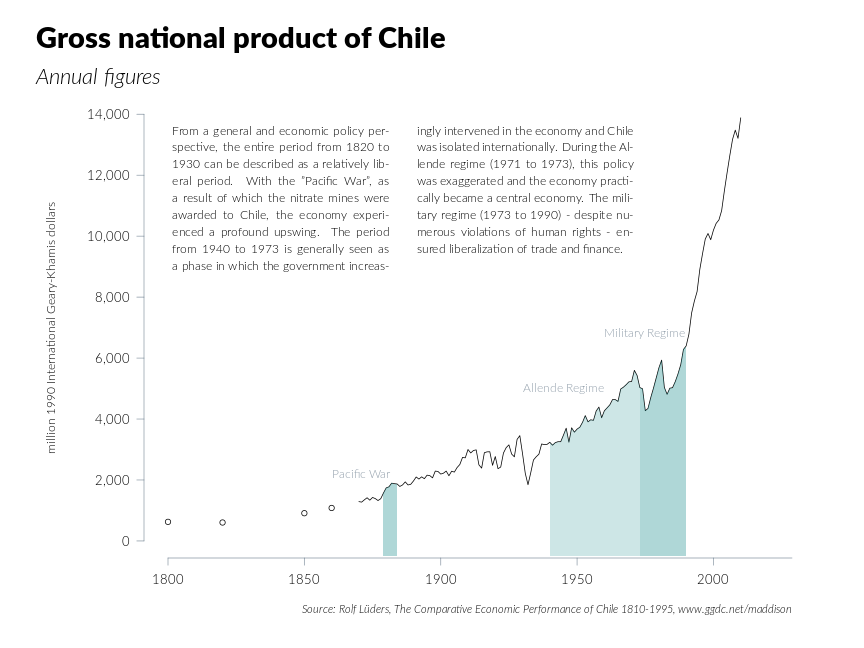 Gross national product of Chile
Annual figures
million 1990 International Geary-Khamis dollars
14,000
12,000
10,000
8,000
6,000
4,000
2,000
0
From a general and economic policy per-
spective, the entire period from 1820 to
1930 can be described as a relatively lib-
eral period. With the "Pacific War", as
a result of which the nitrate mines were
awarded to Chile, the economy experi-
enced a profound upswing. The period
from 1940 to 1973 is generally seen as
a phase in which the government increas-
ingly intervened in the economy and Chile
was isolated internationally. During the Al-
lende regime (1971 to 1973), this policy
was exaggerated and the economy practi-
cally became a central economy. The mili-
tary regime (1973 to 1990) - despite nu-
merous violations of human rights - en-
sured liberalization of trade and finance.
Military Regime
Allende Regime
Pacific War
1800
1850
1900
1950
2000
Source: Rolf Lüders, The Comparative Economic Performance of Chile 1810-1995, www.ggdc.net/maddison